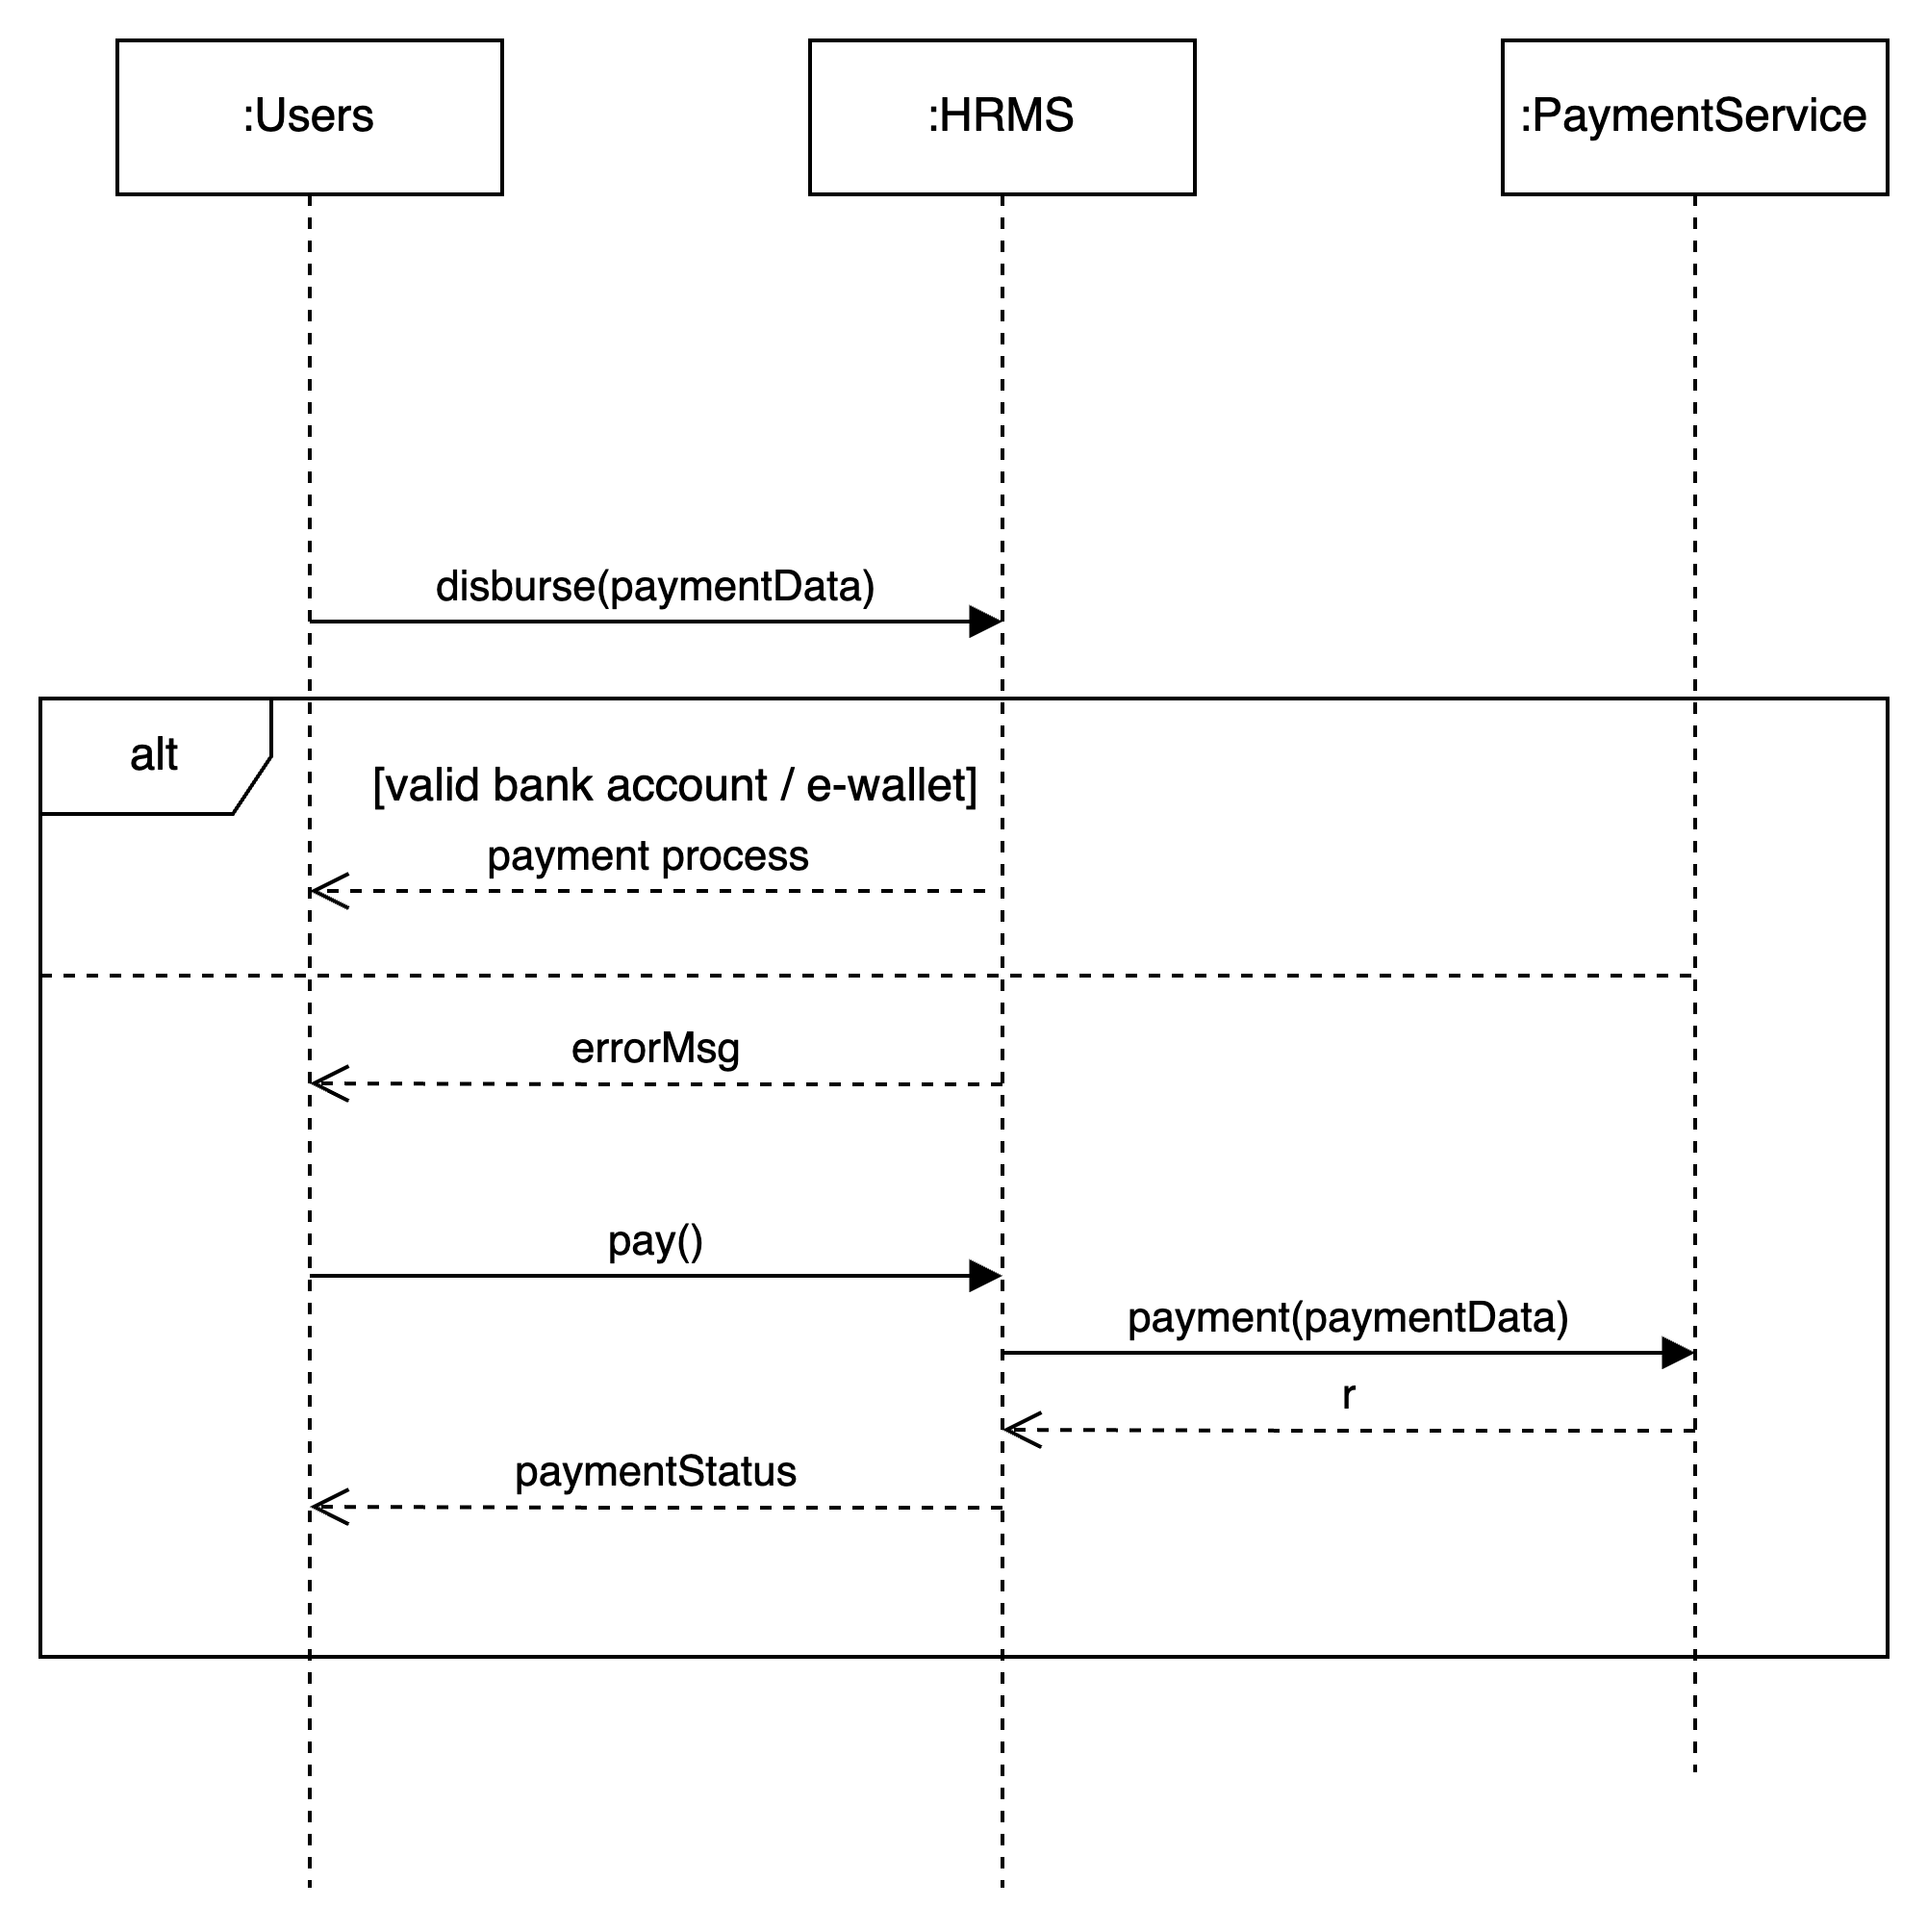 :Users
:HRMS
:PaymentService
disburse(paymentData)
alt
[valid bank account / e-wallet]
payment process
errorMsg
pay()
payment(paymentData)
r
paymentStatus